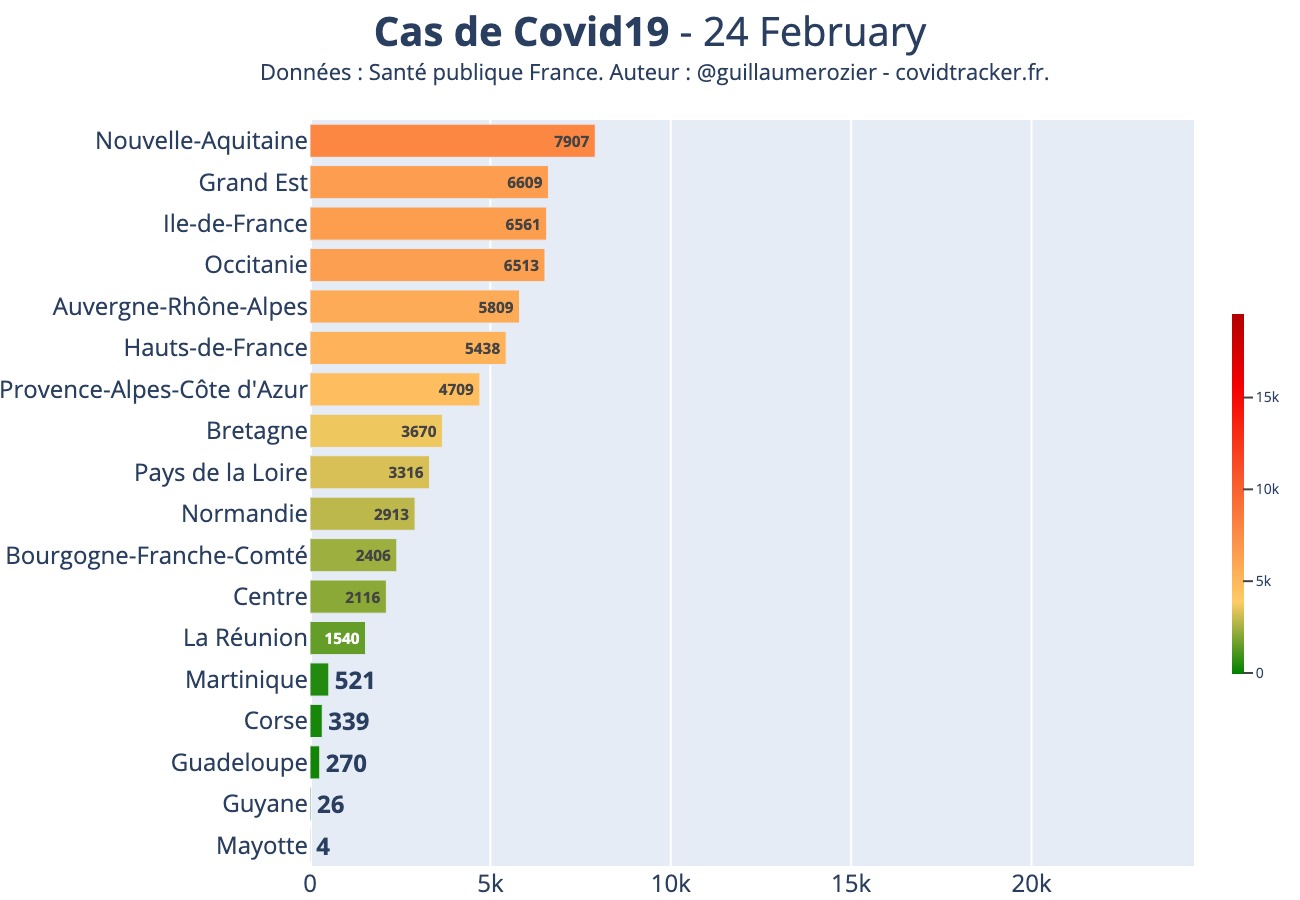 Cas de Covid19 - 24 February
Données : Santé publique France. Auteur : @guillaumerozier - covidtracker.fr.
Nouvelle-Aquitaine 7907
Grand Est 6609
Ile-de-France 6561
Occitanie 6513
Auvergne-Rhône-Alpes 5809
Hauts-de-France 5438
Provence-Alpes-Côte d'Azur 4709
Bretagne 3670
Pays de la Loire 3316
Normandie 2913
Bourgogne-Franche-Comté 2406
Centre 2116
La Réunion 1540
Martinique 521
Corse 339
Guadeloupe 270
Guyane 26
Mayotte 4
0 5k 10k 15k 20k
15k
10k
5k
0